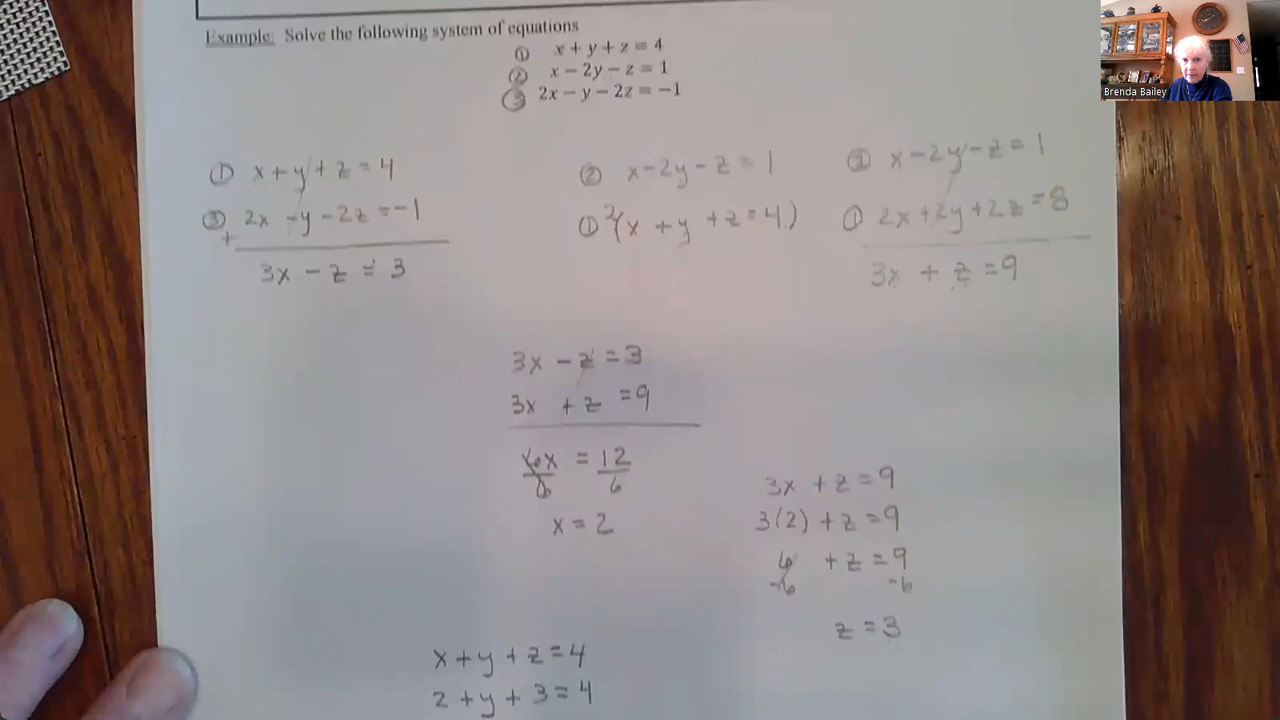 Example: Solve the following system of equations
① x + y + z = 4
② x − 2y − z = 1
③ 2x − y − 2z = −1
Brenda Bailey
① x + y + z = 4
③ 2x − y − 2z = −1
+
3x − z = 3
② x − 2y − z = 1
① 2(x + y + z = 4)
② x − 2y − z = 1
① 2x + 2y + 2z = 8
3x + z = 9
3x − z = 3
3x + z = 9
6x = 12
6 6
x = 2
3x + z = 9
3(2) + z = 9
6 + z = 9
−6 −6
z = 3
x + y + z = 4
2 + y + 3 = 4